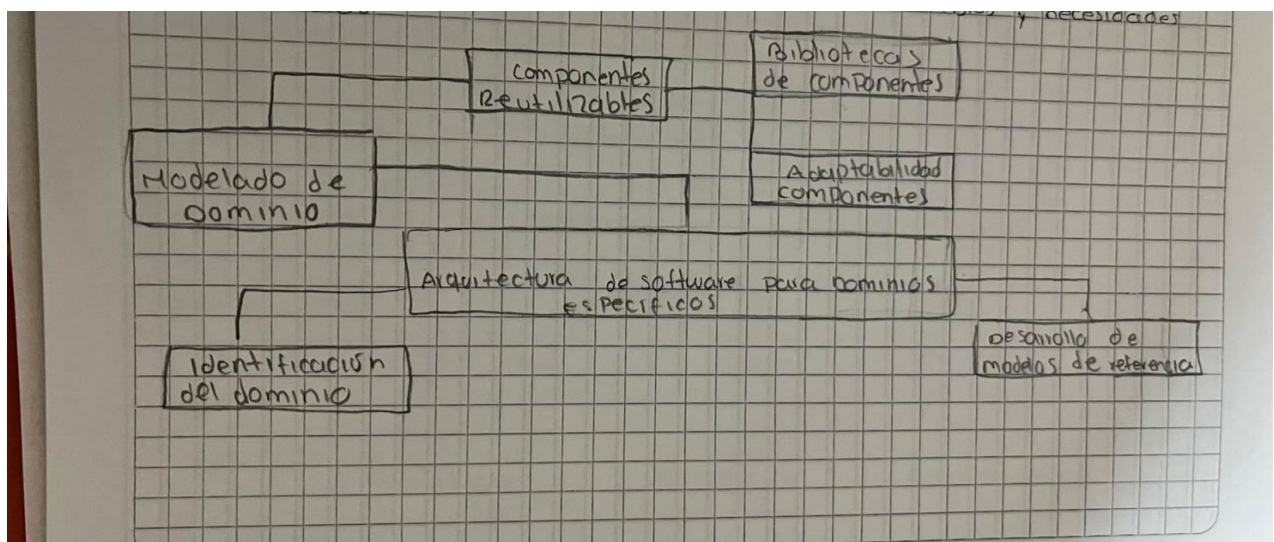 y necesidades
Componentes
Reutilizables
Bibliotecas
de componentes
Modelado de
dominio
Adaptabilidad
componentes
Arquitectura de software para dominios
especificos
Identificación
del dominio
Desarrollo de
modelos de referencia